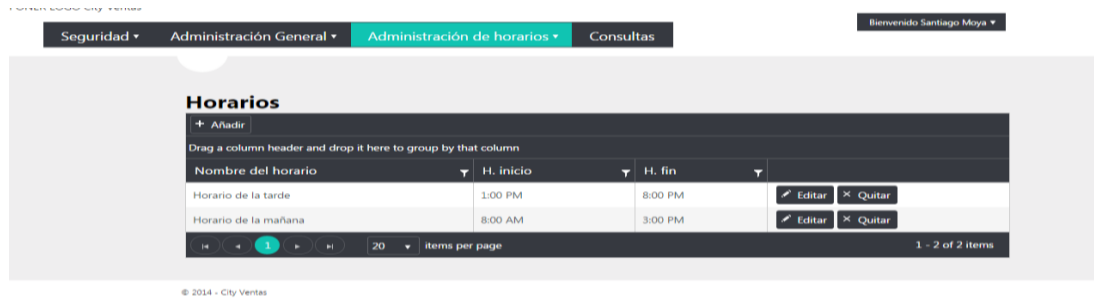 PONER LOGO City Ventas
Bienvenido Santiago Moya
Seguridad Administración General Administración de horarios Consultas
Horarios
+ Añadir
Drag a column header and drop it here to group by that column
Nombre del horario H. inicio H. fin
Horario de la tarde 1:00 PM 8:00 PM Editar × Quitar
Horario de la mañana 8:00 AM 3:00 PM Editar × Quitar
1 20 items per page 1 - 2 of 2 items
© 2014 - City Ventas